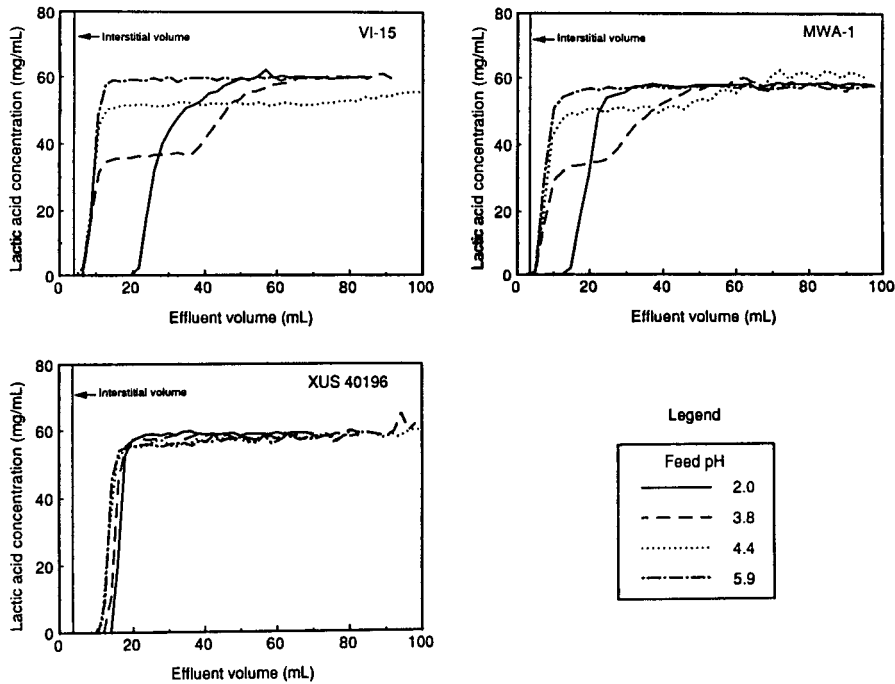 VI-15
Interstitial volume
Lactic acid concentration (mg/mL)
80
60
40
20
0
0 20 40 60 80 100
Effluent volume (mL)
MWA-1
Interstitial volume
Lactic acid concentration (mg/mL)
80
60
40
20
0
0 20 40 60 80 100
Effluent volume (mL)
XUS 40196
Interstitial volume
Lactic acid concentration (mg/mL)
80
60
40
20
0
0 20 40 60 80 100
Effluent volume (mL)
Legend
Feed pH
2.0
3.8
4.4
5.9